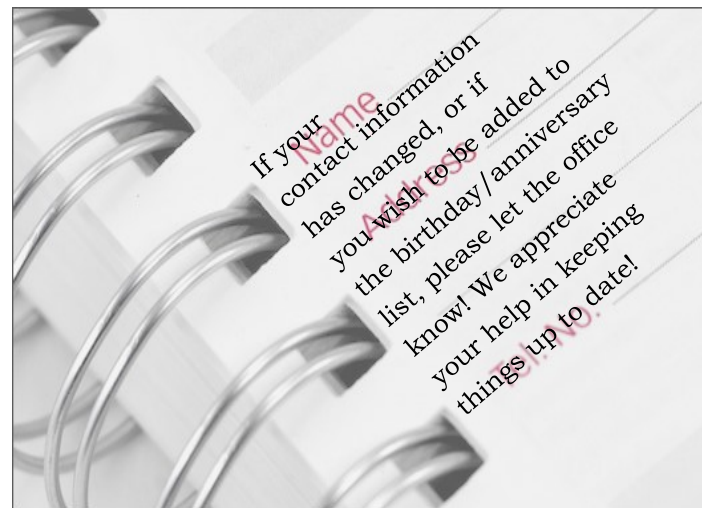 If your
contact information
has changed, or if
you wish to be added to
the birthday/anniversary
list, please let the office
know! We appreciate
your help in keeping
things up to date!
Name
Address
Tel. No.